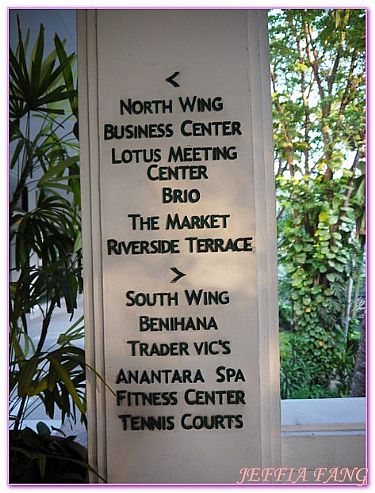 <
NORTH WING
BUSINESS CENTER
LOTUS MEETING
CENTER
BRIO
THE MARKET
RIVERSIDE TERRACE
>
SOUTH WING
BENIHANA
TRADER VIC'S
ANANTARA SPA
FITNESS CENTER
TENNIS COURTS
JEFFIA FANG